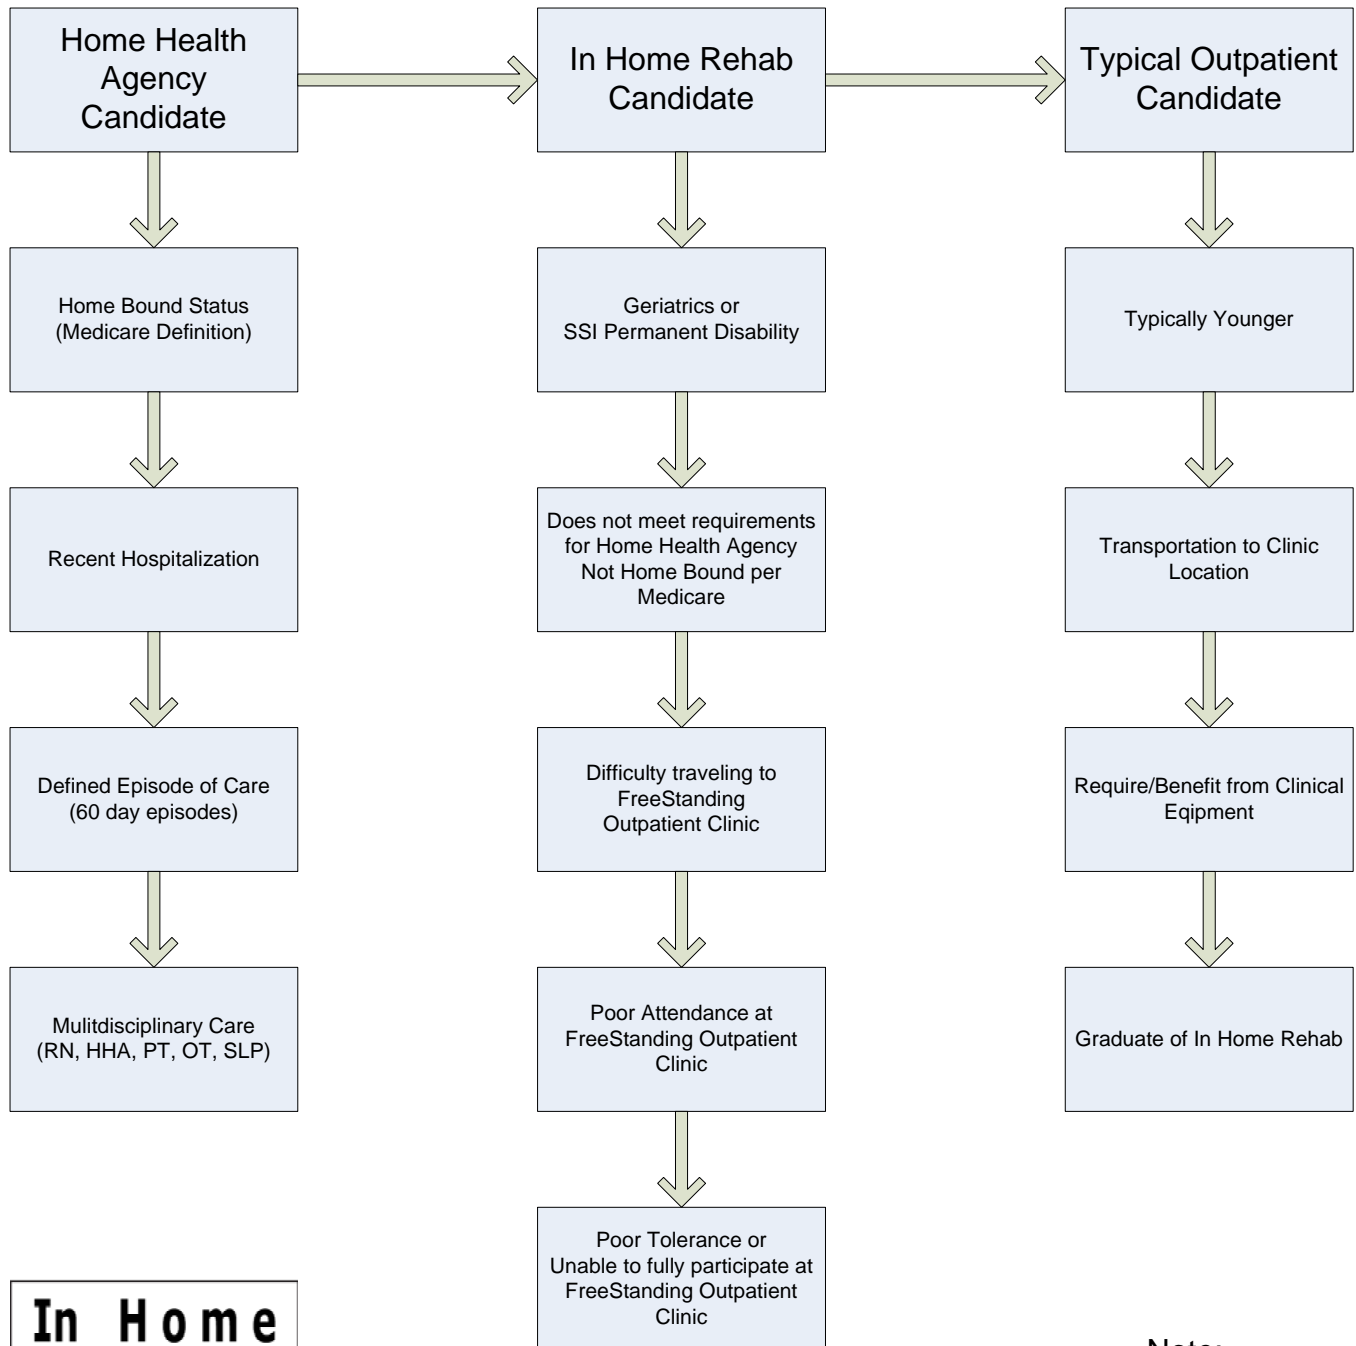 Home Health
Agency
Candidate
In Home Rehab
Candidate
Typical Outpatient
Candidate
Home Bound Status
(Medicare Definition)
Geriatrics or
SSI Permanent Disability
Typically Younger
Recent Hospitalization
Does not meet requirements
for Home Health Agency
Not Home Bound per
Medicare
Transportation to Clinic
Location
Defined Episode of Care
(60 day episodes)
Difficulty traveling to
FreeStanding
Outpatient Clinic
Require/Benefit from Clinical
Eqipment
Mulitdisciplinary Care
(RN, HHA, PT, OT, SLP)
Poor Attendance at
FreeStanding Outpatient
Clinic
Graduate of In Home Rehab
Poor Tolerance or
Unable to fully participate at
FreeStanding Outpatient
Clinic
In Home
Note: